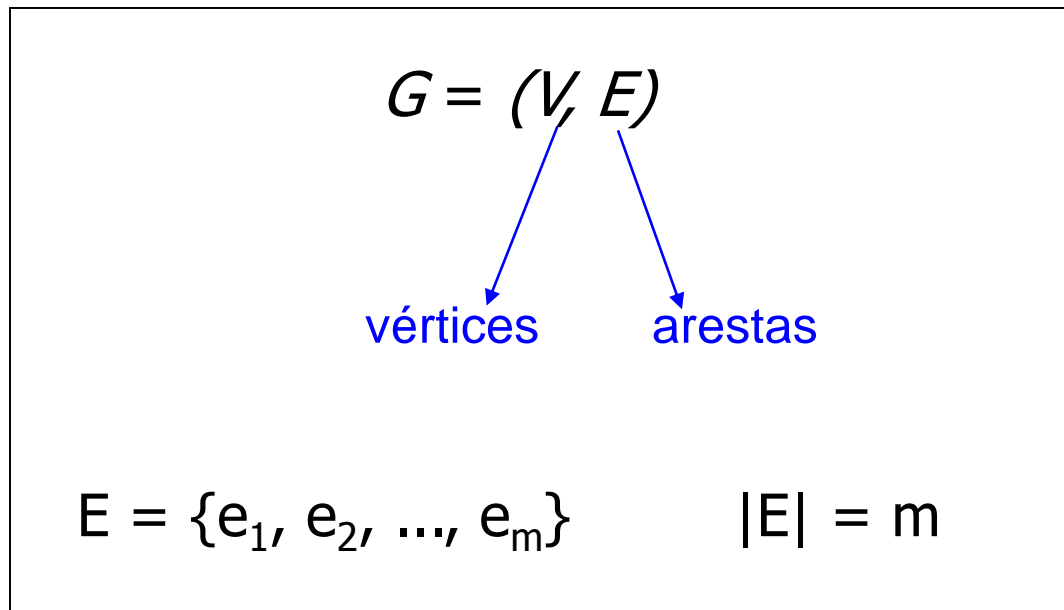 G = (V, E)
vértices arestas
E = {e₁, e₂, ..., eₘ} |E| = m